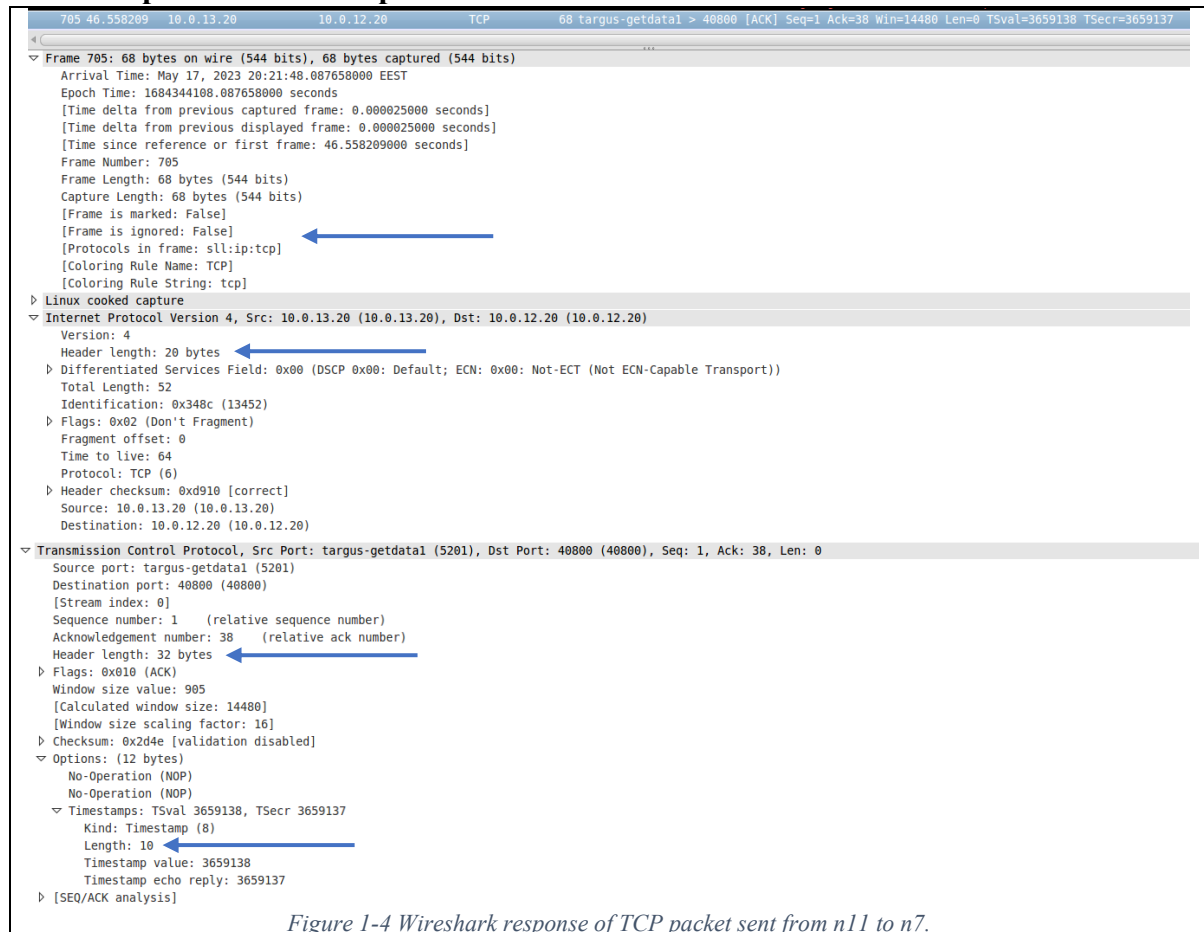 705 46.558209 10.0.13.20 10.0.12.20 TCP 68 targus-getdata1 > 40800 [ACK] Seq=1 Ack=38 Win=14480 Len=0 TSval=3659138 TSecr=3659137
Frame 705: 68 bytes on wire (544 bits), 68 bytes captured (544 bits)
Arrival Time: May 17, 2023 20:21:48.087658000 EEST
Epoch Time: 1684344108.087658000 seconds
[Time delta from previous captured frame: 0.000025000 seconds]
[Time delta from previous displayed frame: 0.000025000 seconds]
[Time since reference or first frame: 46.558209000 seconds]
Frame Number: 705
Frame Length: 68 bytes (544 bits)
Capture Length: 68 bytes (544 bits)
[Frame is marked: False]
[Frame is ignored: False]
[Protocols in frame: sll:ip:tcp]
[Coloring Rule Name: TCP]
[Coloring Rule String: tcp]
Linux cooked capture
Internet Protocol Version 4, Src: 10.0.13.20 (10.0.13.20), Dst: 10.0.12.20 (10.0.12.20)
Version: 4
Header length: 20 bytes
Differentiated Services Field: 0x00 (DSCP 0x00: Default; ECN: 0x00: Not-ECT (Not ECN-Capable Transport))
Total Length: 52
Identification: 0x348c (13452)
Flags: 0x02 (Don't Fragment)
Fragment offset: 0
Time to live: 64
Protocol: TCP (6)
Header checksum: 0xd910 [correct]
Source: 10.0.13.20 (10.0.13.20)
Destination: 10.0.12.20 (10.0.12.20)
Transmission Control Protocol, Src Port: targus-getdata1 (5201), Dst Port: 40800 (40800), Seq: 1, Ack: 38, Len: 0
Source port: targus-getdata1 (5201)
Destination port: 40800 (40800)
[Stream index: 0]
Sequence number: 1 (relative sequence number)
Acknowledgement number: 38 (relative ack number)
Header length: 32 bytes
Flags: 0x010 (ACK)
Window size value: 905
[Calculated window size: 14480]
[Window size scaling factor: 16]
Checksum: 0x2d4e [validation disabled]
Options: (12 bytes)
No-Operation (NOP)
No-Operation (NOP)
Timestamps: TSval 3659138, TSecr 3659137
Kind: Timestamp (8)
Length: 10
Timestamp value: 3659138
Timestamp echo reply: 3659137
[SEQ/ACK analysis]
Figure 1-4 Wireshark response of TCP packet sent from n11 to n7.